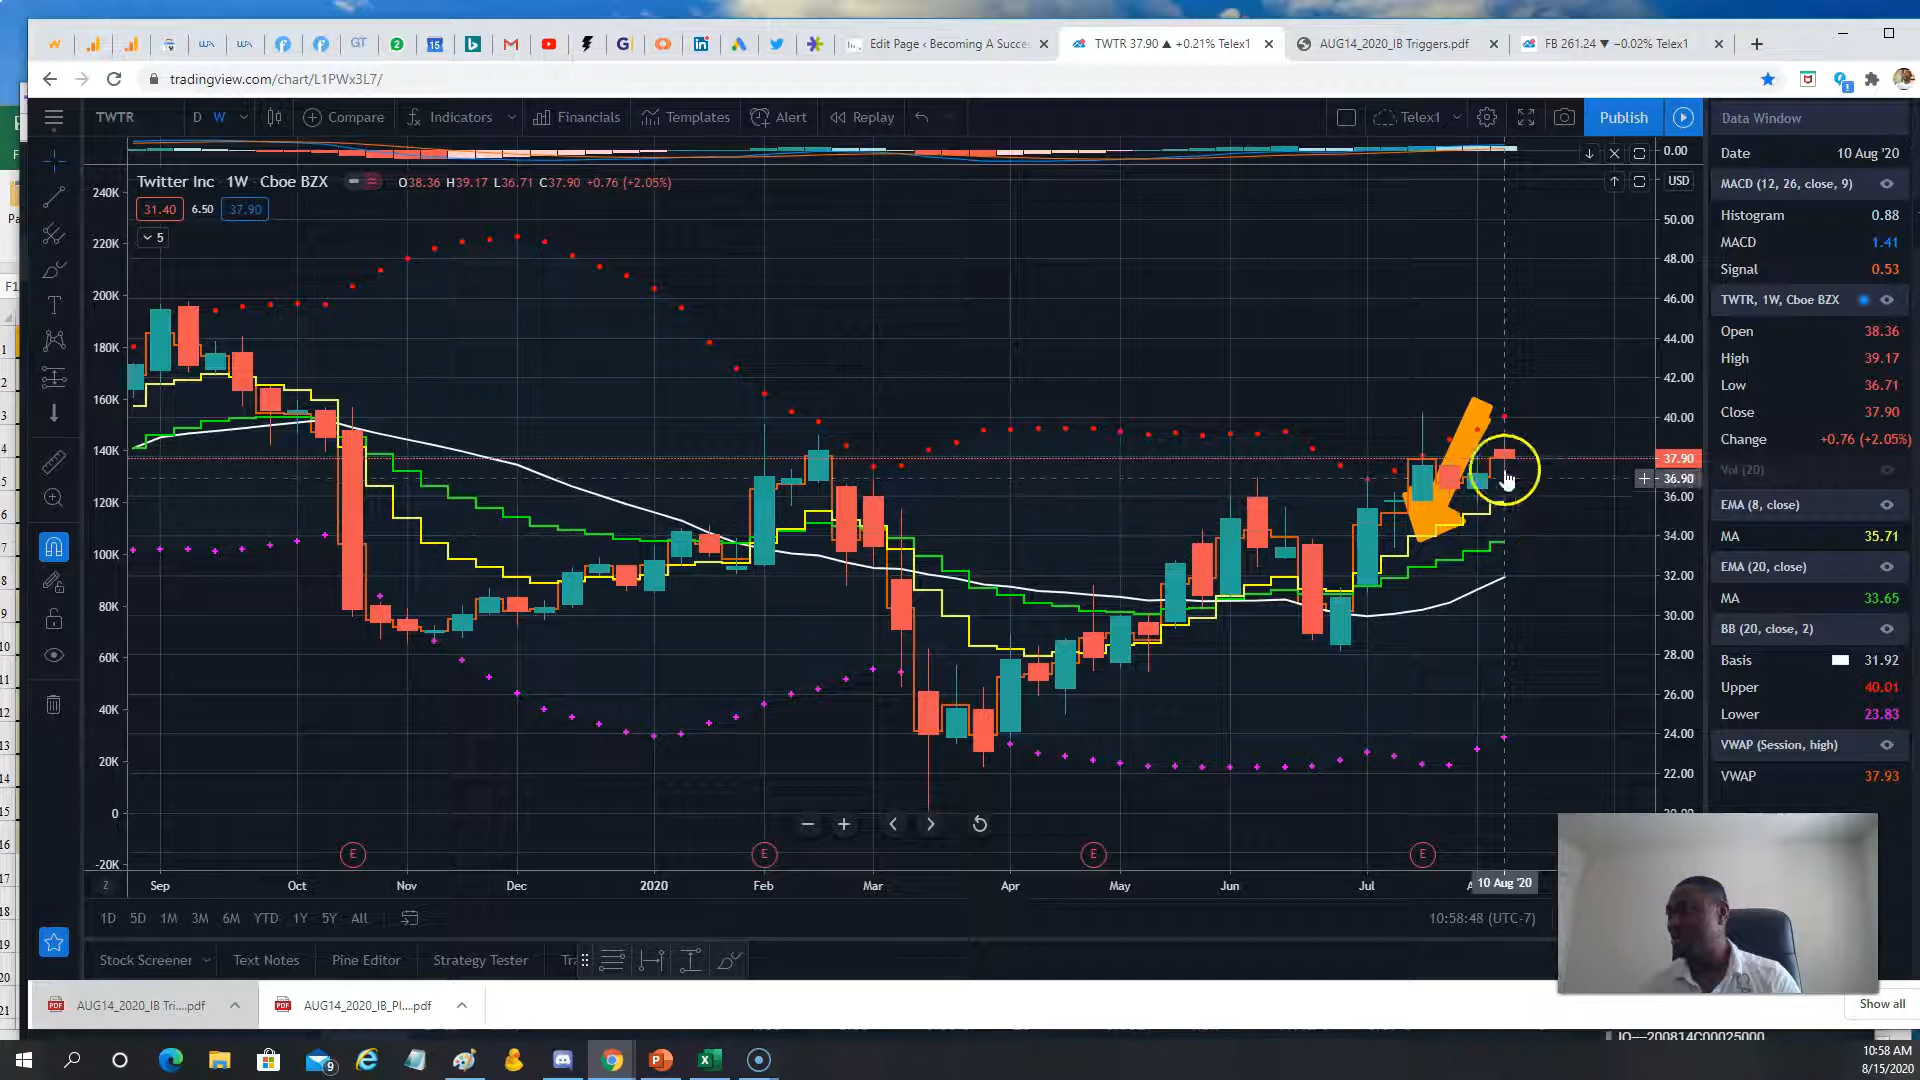 Edit Page ‹ Becoming A Succe
TWTR 37.90 ▲ +0.21% Telex1
AUG14_2020_IB Triggers.pdf
FB 261.24 ▼ −0.02% Telex1
tradingview.com/chart/L1PWx3L7/
TWTR D W Compare Indicators Financials Templates Alert Replay Telex1 Publish
Data Window
0.00
Date 10 Aug '20
Twitter Inc · 1W · Cboe BZX O38.36 H39.17 L36.71 C37.90 +0.76 (+2.05%)
USD
MACD (12, 26, close, 9)
31.40 6.50 37.90
5
Histogram 0.88
MACD 1.41
Signal 0.53
TWTR, 1W, Cboe BZX
Open 38.36
High 39.17
Low 36.71
Close 37.90
Change +0.76 (+2.05%)
Vol (20)
EMA (8, close)
MA 35.71
EMA (20, close)
MA 33.65
BB (20, close, 2)
Basis 31.92
Upper 40.01
Lower 23.83
VWAP (Session, high)
VWAP 37.93
240K
220K
200K
180K
160K
140K
120K
100K
80K
60K
40K
20K
0
-20K
50.00
48.00
46.00
44.00
42.00
40.00
37.90
36.90
36.00
34.00
32.00
30.00
28.00
26.00
24.00
22.00
E E E E
Z Sep Oct Nov Dec 2020 Feb Mar Apr May Jun Jul 10 Aug '20
1D 5D 1M 3M 6M YTD 1Y 5Y All
10:58:48 (UTC-7)
Stock Screener Text Notes Pine Editor Strategy Tester Tra
AUG14_2020_IB Tri....pdf
AUG14_2020_IB_Pl....pdf
Show all
10:58 AM
8/15/2020